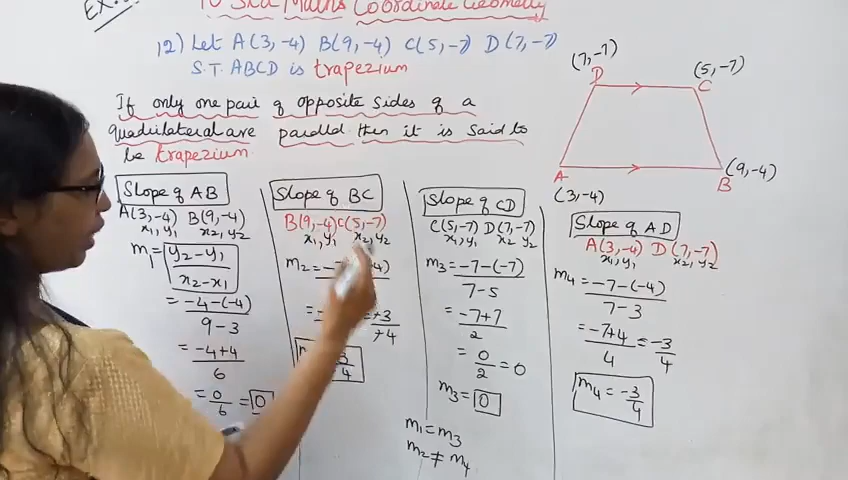 10 Std Maths Coordinate Geometry
12) Let A(3,-4) B(9,-4) C(5,-7) D(7,-7)
S.T. ABCD is trapezium
If only one pair of opposite sides of a
quadrilateral are parallel then it is said to
be trapezium
(7,-7)
D
(5,-7)
C
A
(3,-4)
B
(9,-4)
Slope of AB
A(3,-4) B(9,-4)
x₁,y₁ x₂,y₂
m₁ = y₂-y₁
x₂-x₁
= -4-(-4)
9-3
= -4+4
6
= 0
6
= 0
Slope of BC
B(9,-4) C(5,-7)
x₁,y₁ x₂,y₂
m₂ =
= +3
+4
3
4
Slope of CD
C(5,-7) D(7,-7)
x₁,y₁ x₂ y₂
m₃ = -7-(-7)
7-5
= -7+7
2
= 0 = 0
2
m₃ = 0
m₁ = m₃
m₂ ≠ m₄
Slope of AD
A(3,-4) D(7,-7)
x₁,y₁ x₂,y₂
m₄ = -7-(-4)
7-3
= -7+4 = -3
4 4
m₄ = -3
4